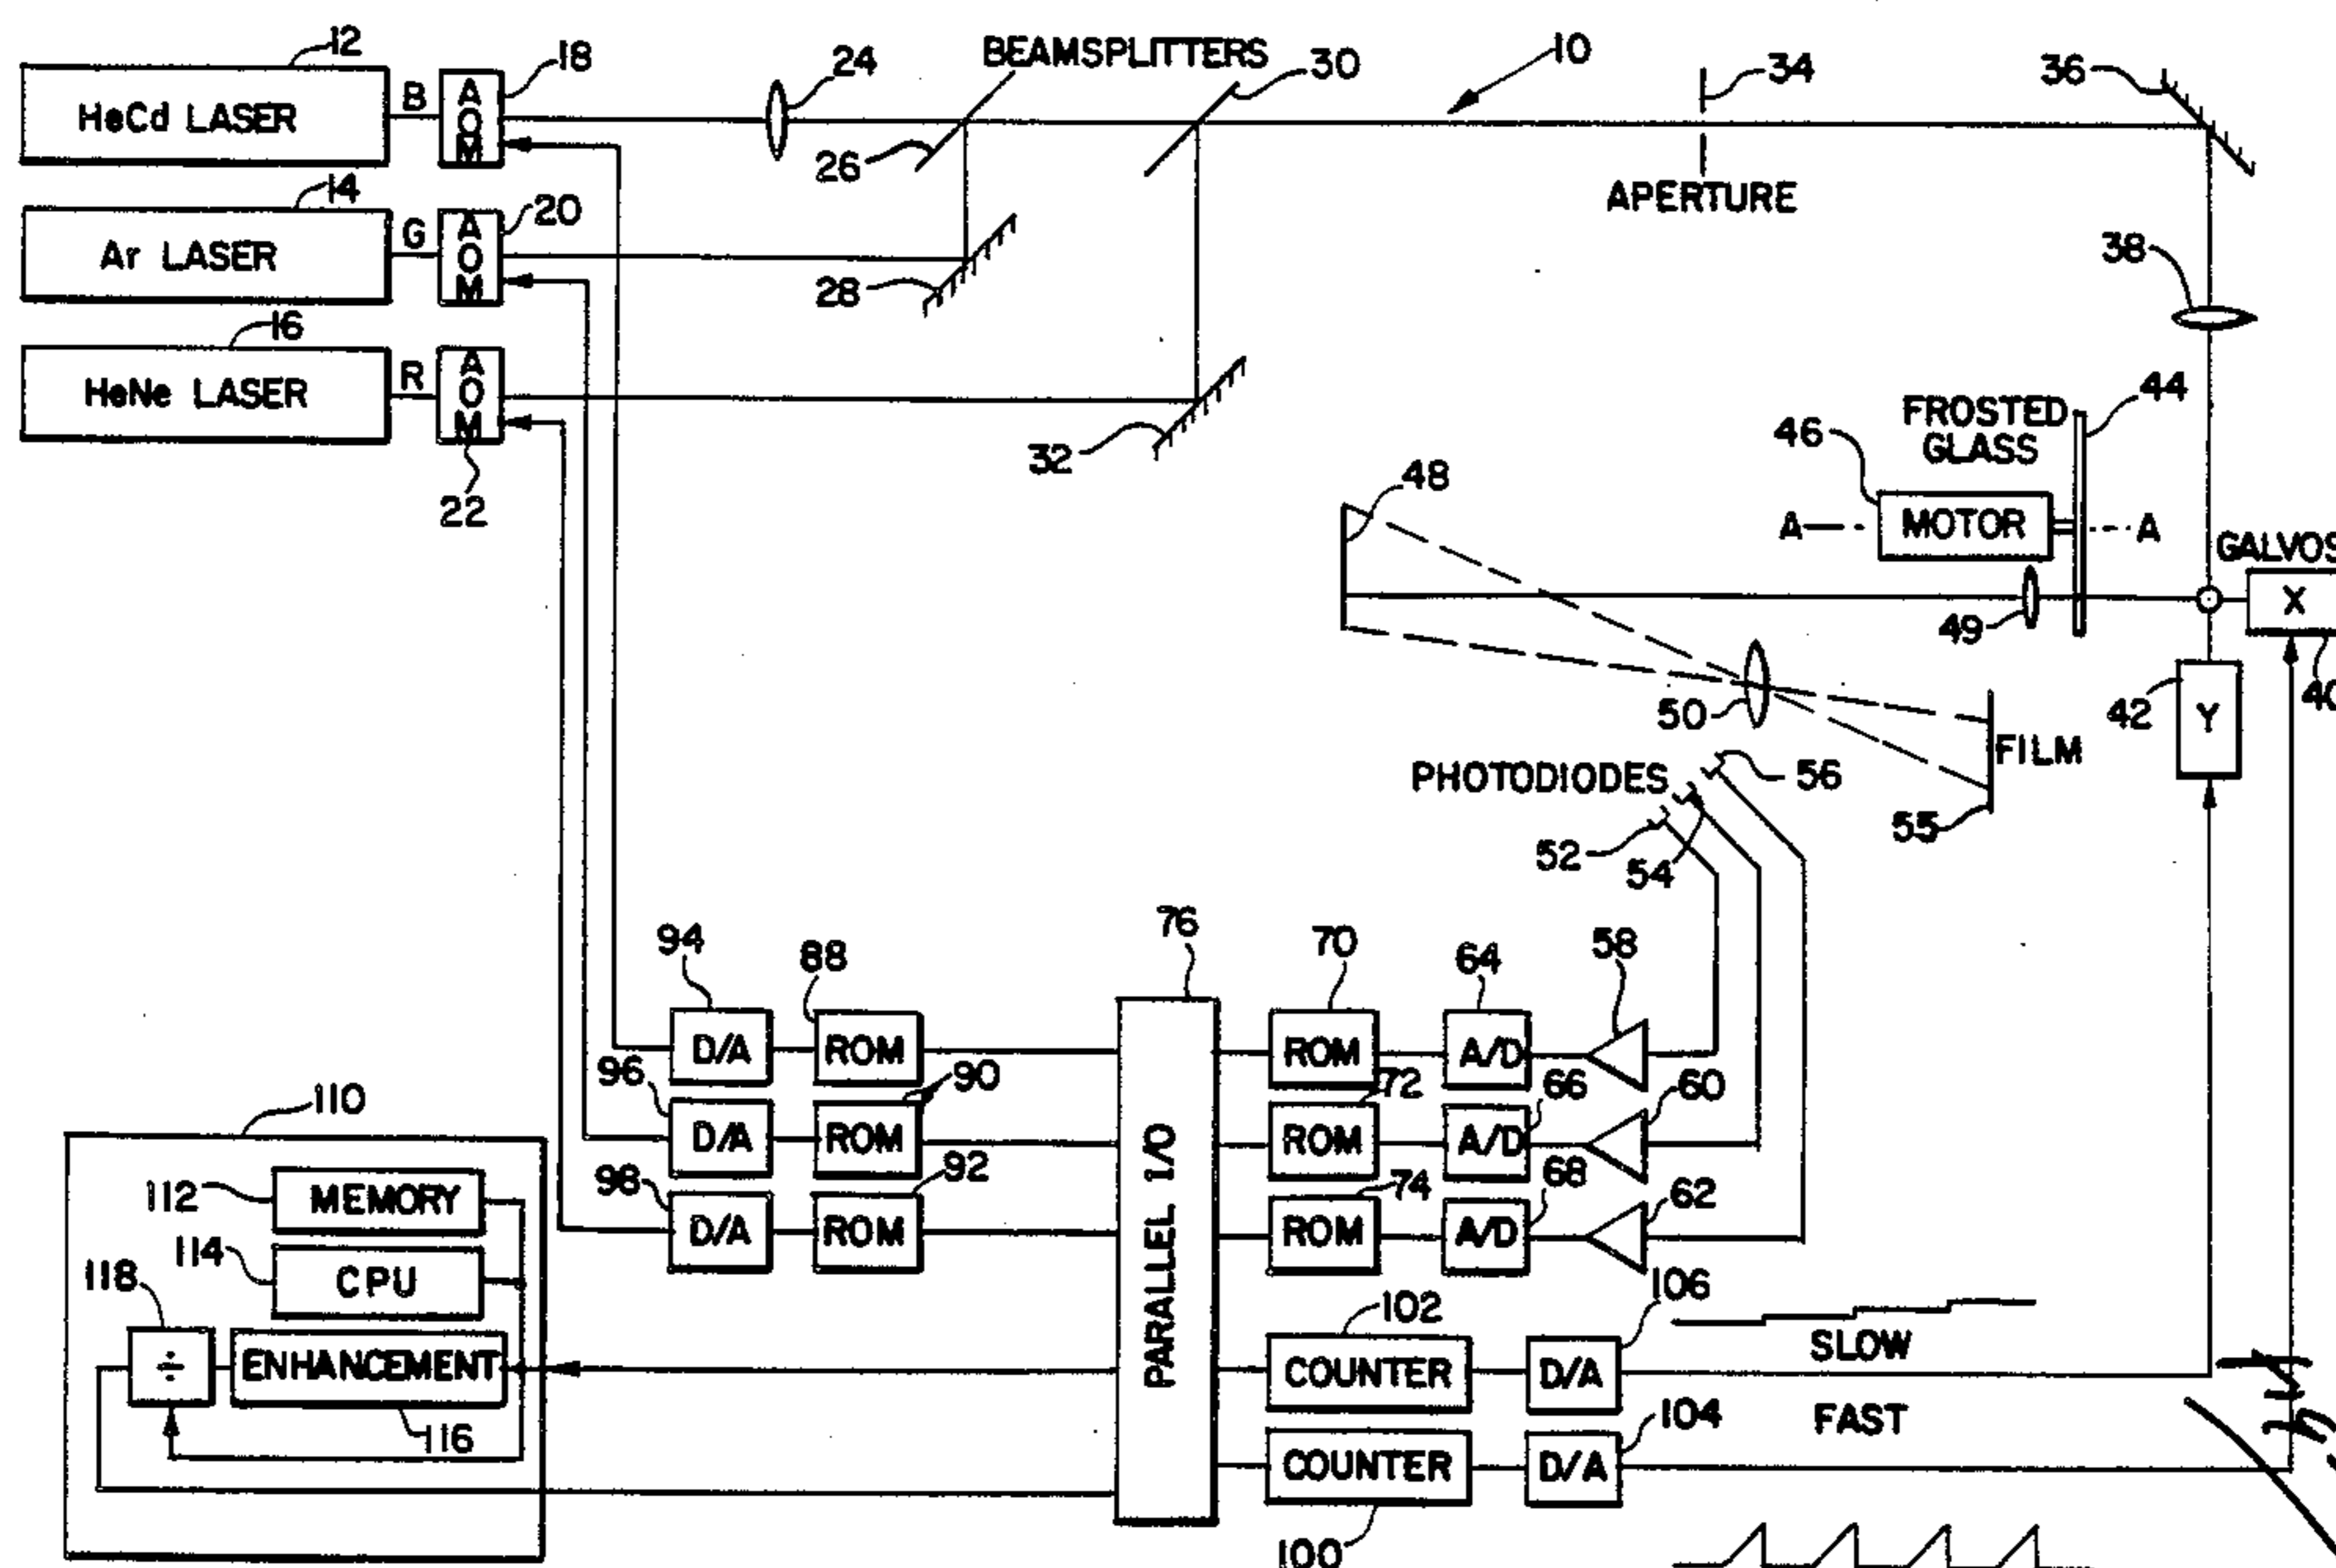 12
18
24
BEAMSPLITTERS
30
10
34
36
HeCd LASER
B
AOM
26
APERTURE
14
20
Ar LASER
G
AOM
28
38
16
HeNe LASER
R
AOM
22
32
FROSTED GLASS
44
46
48
A
MOTOR
A
GALVOS
X
49
40
50
42
Y
FILM
PHOTODIODES
56
55
52
54
94
88
76
70
64
58
D/A
ROM
ROM
A/D
96
90
72
66
60
D/A
ROM
PARALLEL I/O
ROM
A/D
110
98
92
74
68
62
D/A
ROM
ROM
A/D
112
MEMORY
114
CPU
118
÷
ENHANCEMENT
116
102
106
COUNTER
D/A
SLOW
FAST
104
COUNTER
D/A
100